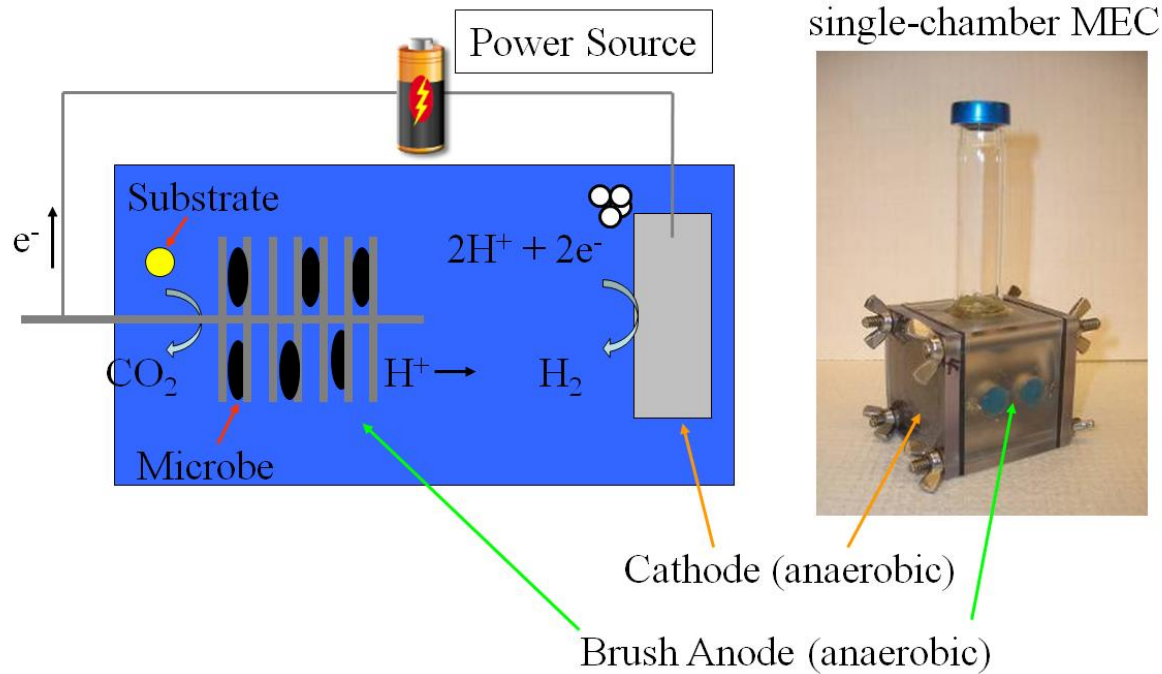 single-chamber MEC
Power Source
Substrate
e⁻
2H⁺ + 2e⁻
CO₂
H⁺
H₂
Microbe
Cathode (anaerobic)
Brush Anode (anaerobic)